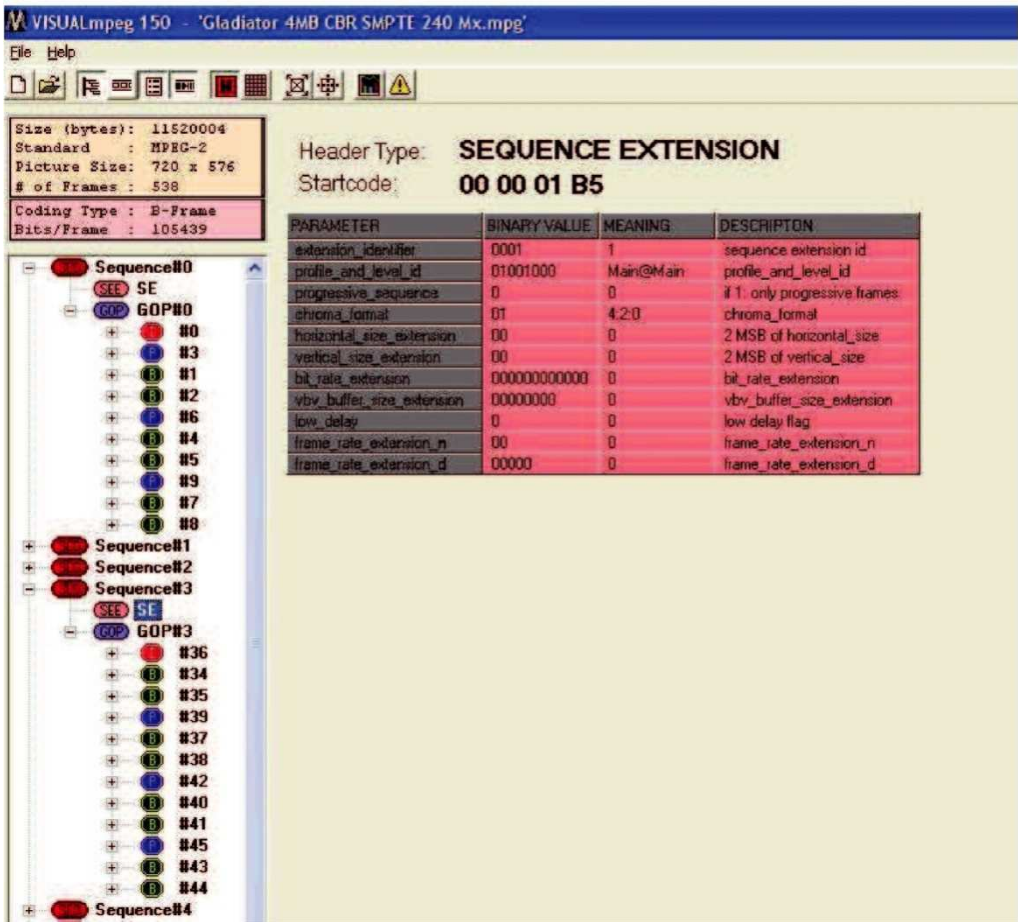 VISUALmpeg 150 - 'Gladiator 4MB CBR SMPTE 240 Mx.mpg'
File Help
Size (bytes): 11520004
Standard : MPEG-2
Picture Size: 720 x 576
# of Frames : 538
Coding Type : B-Frame
Bits/Frame : 105439
Header Type: SEQUENCE EXTENSION
Startcode: 00 00 01 B5
PARAMETER BINARY VALUE MEANING DESCRIPTON
extension_identifier 0001 1 sequence extension id
profile_and_level_id 01001000 Main@Main profile_and_level_id
progressive_sequence 0 0 if 1: only progressive frames
chroma_format 01 4:2:0 chroma_format
horizontal_size_extension 00 0 2 MSB of horizontal_size
vertical_size_extension 00 0 2 MSB of vertical_size
bit_rate_extension 000000000000 0 bit_rate_extension
vbv_buffer_size_extension 00000000 0 vbv_buffer_size_extension
low_delay 0 0 low delay flag
frame_rate_extension_n 00 0 frame_rate_extension_n
frame_rate_extension_d 00000 0 frame_rate_extension_d
Sequence#0
SEE SE
GOP GOP#0
#0
P #3
B #1
B #2
P #6
B #4
B #5
P #9
B #7
B #8
Sequence#1
Sequence#2
Sequence#3
SEE SE
GOP GOP#3
#36
B #34
B #35
P #39
B #37
B #38
P #42
B #40
B #41
P #45
B #43
B #44
Sequence#4